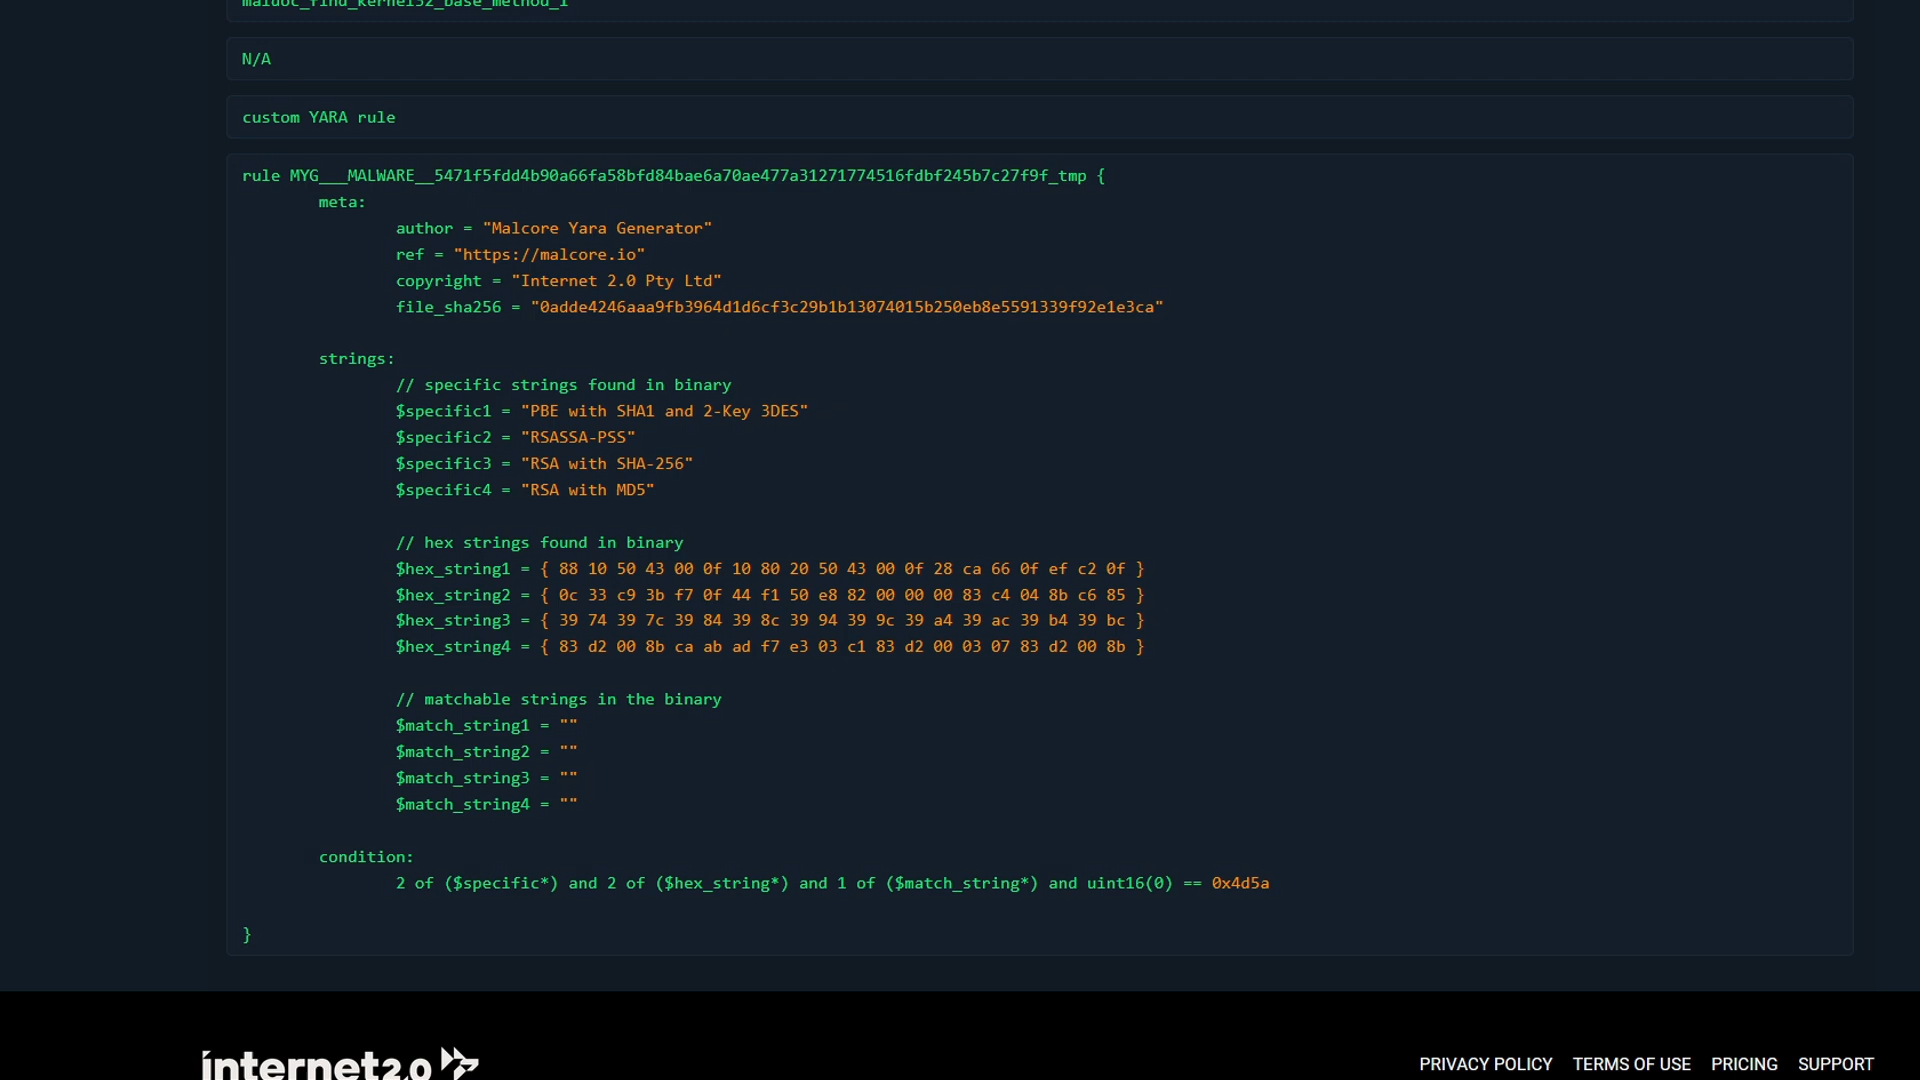 maldoc_find_kernel32_base_method_1
N/A
custom YARA rule
rule MYG___MALWARE__5471f5fdd4b90a66fa58bfd84bae6a70ae477a31271774516fdbf245b7c27f9f_tmp {
meta:
author = "Malcore Yara Generator"
ref = "https://malcore.io"
copyright = "Internet 2.0 Pty Ltd"
file_sha256 = "0adde4246aaa9fb3964d1d6cf3c29b1b13074015b250eb8e5591339f92e1e3ca"
strings:
// specific strings found in binary
$specific1 = "PBE with SHA1 and 2-Key 3DES"
$specific2 = "RSASSA-PSS"
$specific3 = "RSA with SHA-256"
$specific4 = "RSA with MD5"
// hex strings found in binary
$hex_string1 = { 88 10 50 43 00 0f 10 80 20 50 43 00 0f 28 ca 66 0f ef c2 0f }
$hex_string2 = { 0c 33 c9 3b f7 0f 44 f1 50 e8 82 00 00 00 83 c4 04 8b c6 85 }
$hex_string3 = { 39 74 39 7c 39 84 39 8c 39 94 39 9c 39 a4 39 ac 39 b4 39 bc }
$hex_string4 = { 83 d2 00 8b ca ab ad f7 e3 03 c1 83 d2 00 03 07 83 d2 00 8b }
// matchable strings in the binary
$match_string1 = ""
$match_string2 = ""
$match_string3 = ""
$match_string4 = ""
condition:
2 of ($specific*) and 2 of ($hex_string*) and 1 of ($match_string*) and uint16(0) == 0x4d5a
}
internet2.0
PRIVACY POLICY TERMS OF USE PRICING SUPPORT